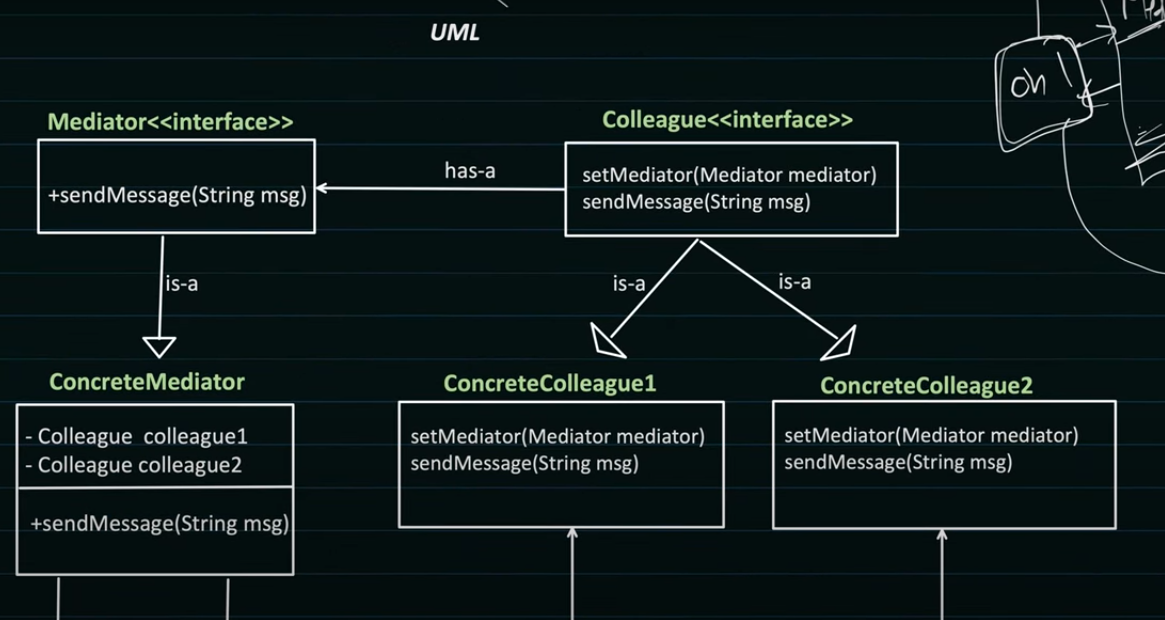 UML
Mediator<<interface>>
Colleague<<interface>>
+sendMessage(String msg)
has-a
setMediator(Mediator mediator)
sendMessage(String msg)
is-a
is-a
is-a
ConcreteMediator
ConcreteColleague1
ConcreteColleague2
- Colleague  colleague1
- Colleague colleague2
+sendMessage(String msg)
setMediator(Mediator mediator)
sendMessage(String msg)
setMediator(Mediator mediator)
sendMessage(String msg)